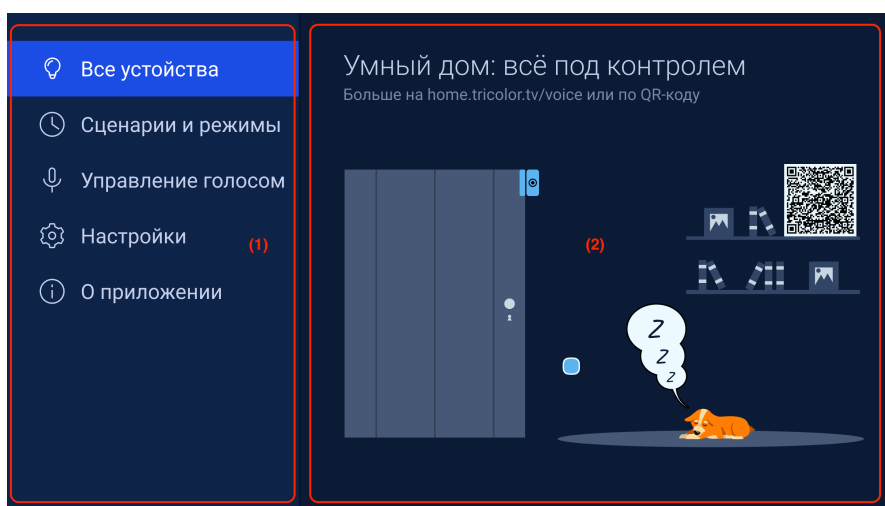 Все устойства
Сценарии и режимы
Управление голосом
Настройки
(1)
О приложении
Умный дом: всё под контролем
Больше на home.tricolor.tv/voice или по QR-коду
(2)
Z
Z
Z